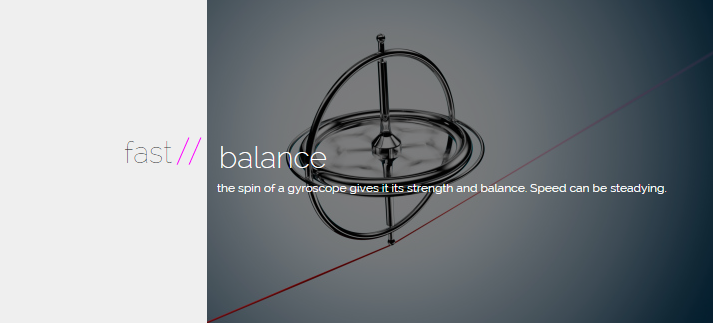 fast//
balance
the spin of a gyroscope gives it its strength and balance. Speed can be steadying.